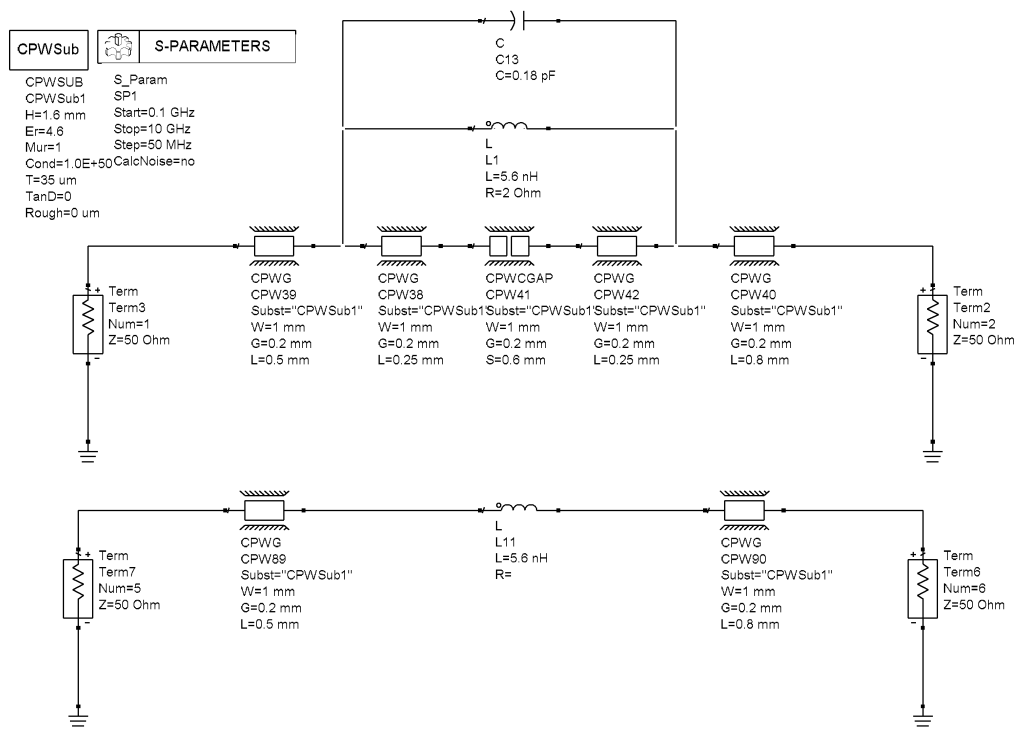 CPWSub
S-PARAMETERS
CPWSUB
CPWSub1
H=1.6 mm
Er=4.6
Mur=1
Cond=1.0E+50
T=35 um
TanD=0
Rough=0 um
S_Param
SP1
Start=0.1 GHz
Stop=10 GHz
Step=50 MHz
CalcNoise=no
C
C13
C=0.18 pF
L
L1
L=5.6 nH
R=2 Ohm
+
Term
Term3
Num=1
Z=50 Ohm
-
CPWG
CPW39
Subst="CPWSub1"
W=1 mm
G=0.2 mm
L=0.5 mm
CPWG
CPW38
Subst="CPWSub1"
W=1 mm
G=0.2 mm
L=0.25 mm
CPWCGAP
CPW41
Subst="CPWSub1"
W=1 mm
G=0.2 mm
S=0.6 mm
CPWG
CPW42
Subst="CPWSub1"
W=1 mm
G=0.2 mm
L=0.25 mm
CPWG
CPW40
Subst="CPWSub1"
W=1 mm
G=0.2 mm
L=0.8 mm
+
Term
Term2
Num=2
Z=50 Ohm
-
+
Term
Term7
Num=5
Z=50 Ohm
-
CPWG
CPW89
Subst="CPWSub1"
W=1 mm
G=0.2 mm
L=0.5 mm
L
L11
L=5.6 nH
R=
CPWG
CPW90
Subst="CPWSub1"
W=1 mm
G=0.2 mm
L=0.8 mm
+
Term
Term6
Num=6
Z=50 Ohm
-